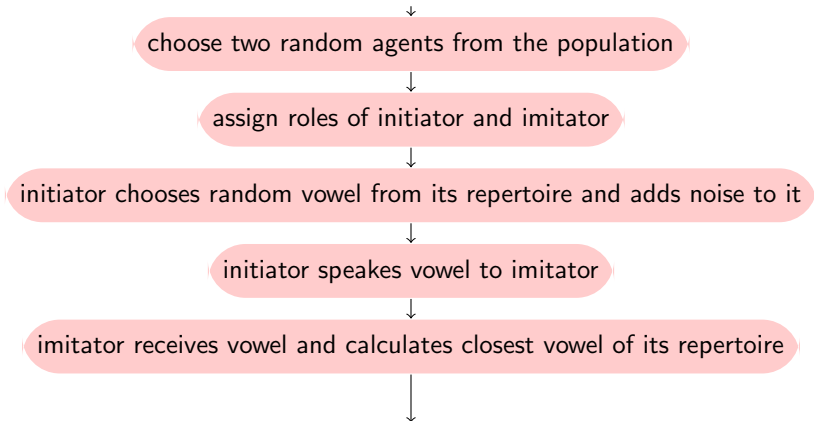 choose two random agents from the population
assign roles of initiator and imitator
initiator chooses random vowel from its repertoire and adds noise to it
initiator speakes vowel to imitator
imitator receives vowel and calculates closest vowel of its repertoire